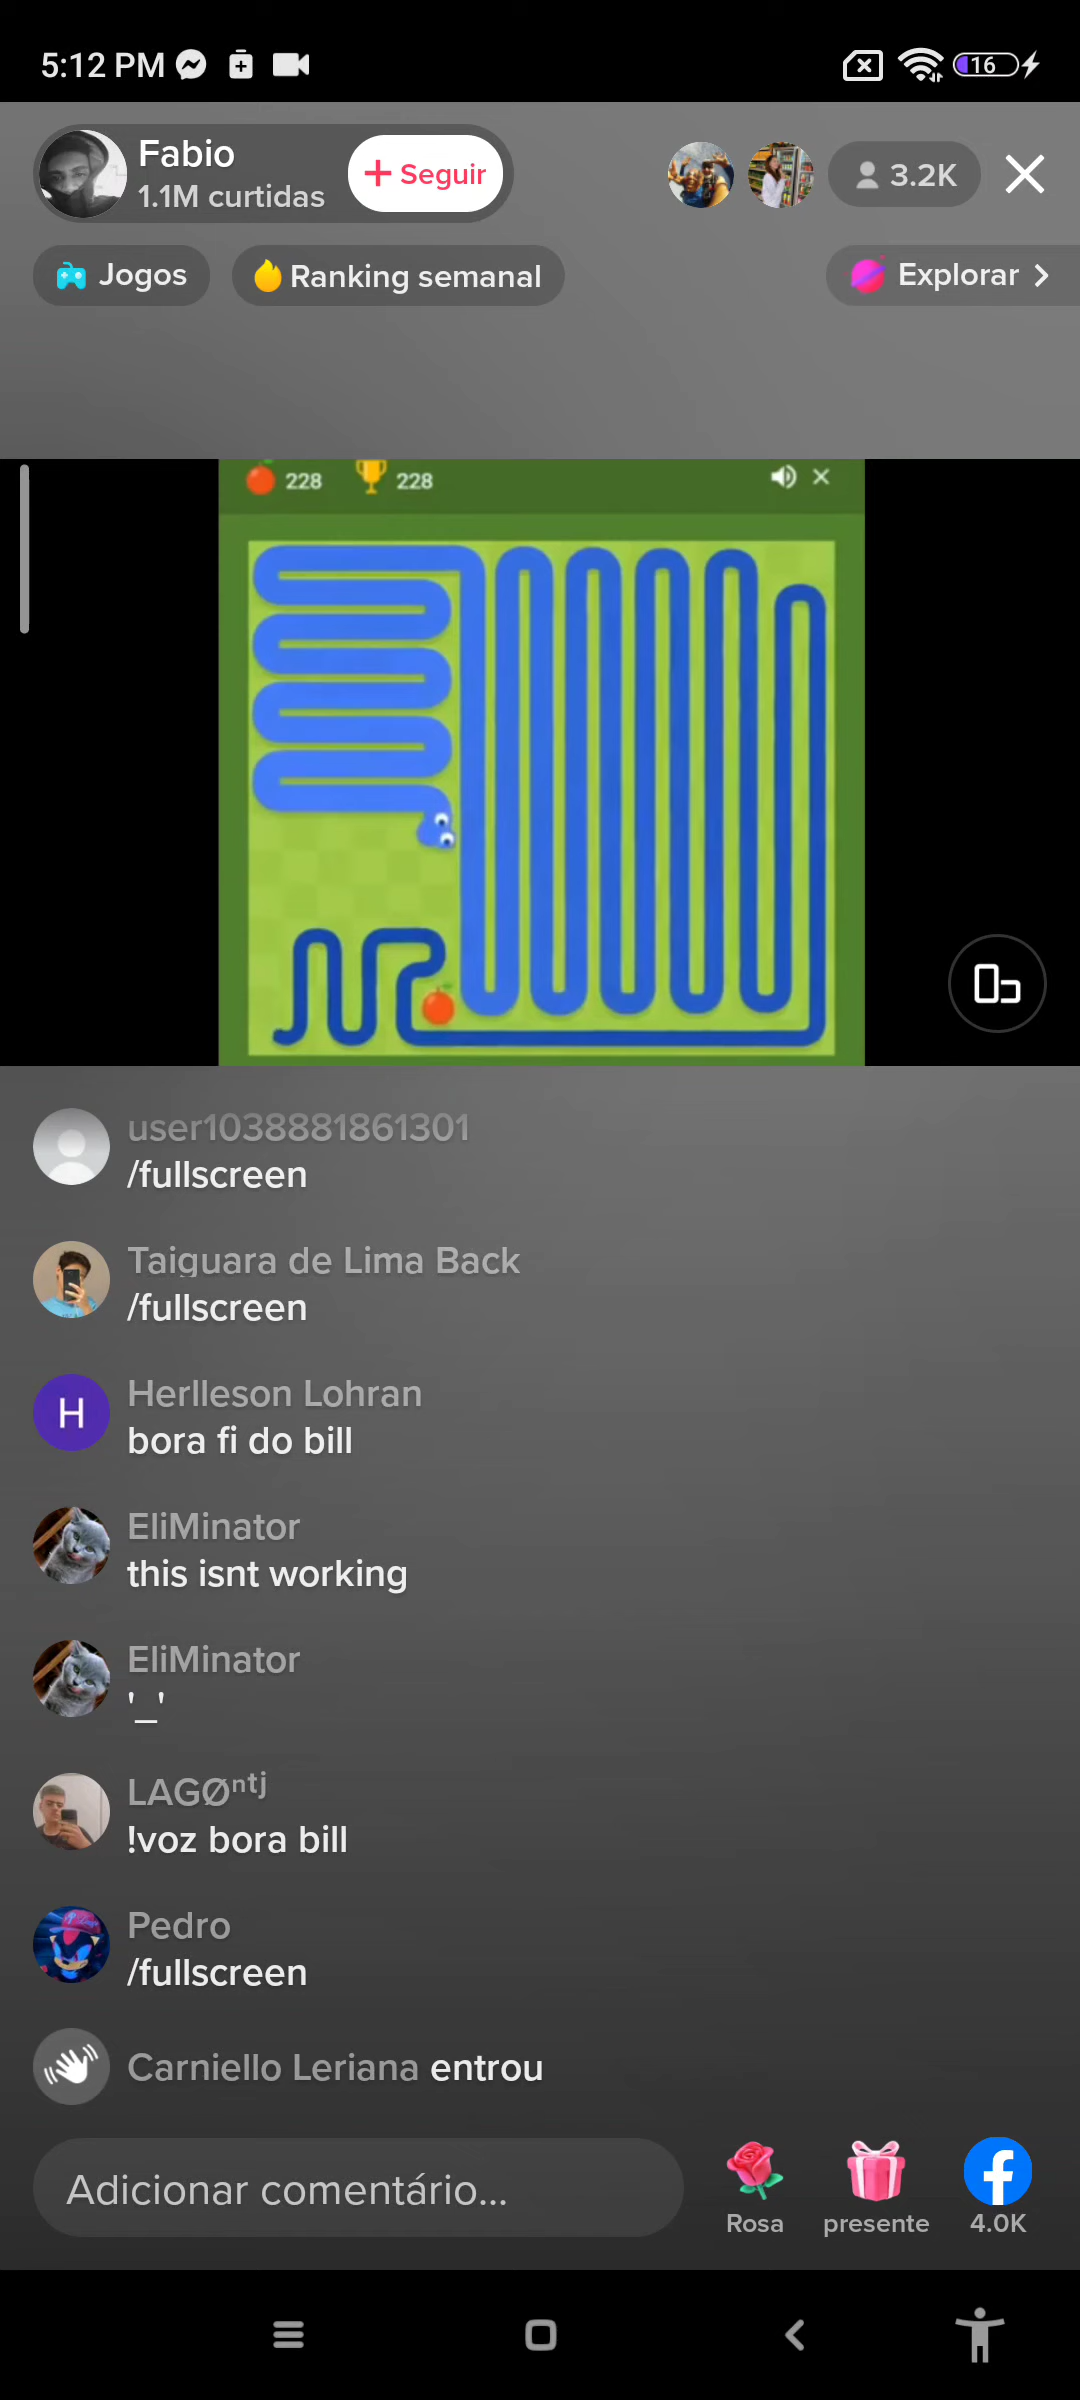 5:12 PM
16
Fabio
1.1M curtidas
+ Seguir
3.2K
Jogos
Ranking semanal
Explorar
228
228
user1038881861301
/fullscreen
Taiguara de Lima Back
/fullscreen
H
Herlleson Lohran
bora fi do bill
EliMinator
this isnt working
EliMinator
'_'
LAGØⁿᵗʲ
!voz bora bill
Pedro
/fullscreen
Carniello Leriana entrou
Adicionar comentário...
Rosa
presente
4.0K